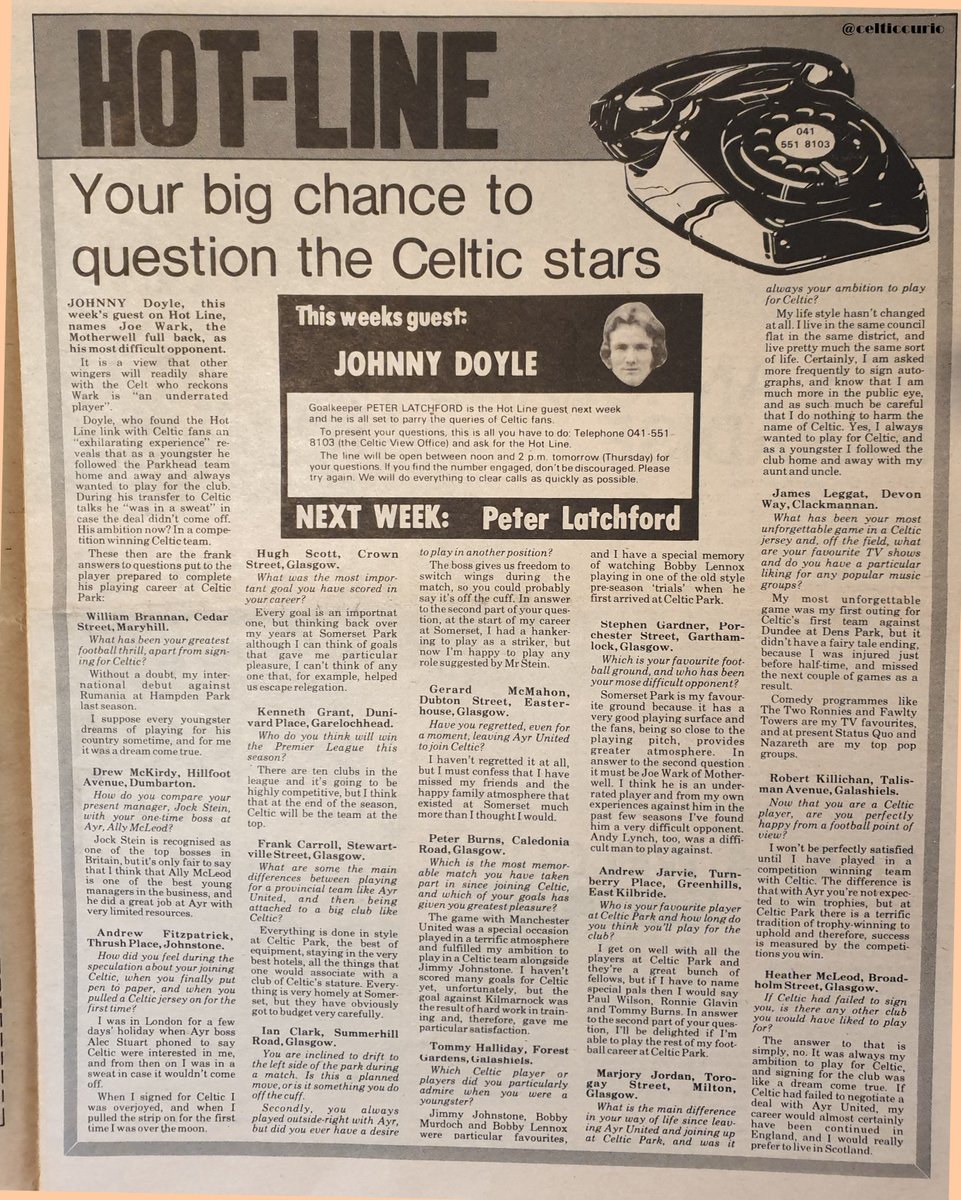 @celticcurio
HOT-LINE
041
551 8103
Your big chance to
question the Celtic stars
JOHNNY Doyle, this
week's guest on Hot Line,
names Joe Wark, the
Motherwell full back, as
his most difficult opponent.
It is a view that other
wingers will readily share
with the Celt who reckons
Wark is "an underrated
player".
Doyle, who found the Hot
Line link with Celtic fans an
"exhilarating experience" re-
veals that as a youngster he
followed the Parkhead team
home and away and always
wanted to play for the club.
During his transfer to Celtic
talks he "was in a sweat" in
case the deal didn't come off.
His ambition now? In a compe-
tition winning Celtic team.
These then are the frank
answers to questions put to the
player prepared to complete
his playing career at Celtic
Park:
William Brannan, Cedar
Street, Maryhill.
What has been your greatest
football thrill, apart from sign-
ing for Celtic?
Without a doubt, my inter-
national debut against
Rumania at Hampden Park
last season.
I suppose every youngster
dreams of playing for his
country sometime, and for me
it was a dream come true.
Drew McKirdy, Hillfoot
Avenue, Dumbarton.
How do you compare your
present manager, Jock Stein,
with your one-time boss at
Ayr, Ally McLeod?
Jock Stein is recognised as
one of the top bosses in
Britain, but it's only fair to say
that I think that Ally McLeod
is one of the best young
managers in the business, and
he did a great job at Ayr with
very limited resources.
Andrew Fitzpatrick,
Thrush Place, Johnstone.
How did you feel during the
speculation about your joining
Celtic, when you finally put
pen to paper, and when you
pulled a Celtic jersey on for the
first time?
I was in London for a few
days' holiday when Ayr boss
Alec Stuart phoned to say
Celtic were interested in me,
and from then on I was in a
sweat in case it wouldn't come
off.
When I signed for Celtic I
was overjoyed, and when I
pulled the strip on for the first
time I was over the moon.
This weeks guest:
JOHNNY DOYLE
Goalkeeper PETER LATCHFORD is the Hot Line guest next week
and he is all set to parry the queries of Celtic fans.
To present your questions, this is all you have to do: Telephone 041-551-
8103 (the Celtic View Office) and ask for the Hot Line.
The line will be open between noon and 2 p.m. tomorrow (Thursday) for
your questions. If you find the number engaged, don't be discouraged. Please
try again. We will do everything to clear calls as quickly as possible.
NEXT WEEK: Peter Latchford
Hugh Scott, Crown
Street, Glasgow.
What was the most impor-
tant goal you have scored in
your career?
Every goal is an importnat
one, but thinking back over
my years at Somerset Park
although I can think of goals
that gave me particular
pleasure, I can't think of any
one that, for example, helped
us escape relegation.
Kenneth Grant, Duni-
vard Place, Garelochead.
Who do you think will win
the Premier League this
season?
There are ten clubs in the
league and it's going to be
highly competitive, but I think
that at the end of the season,
Celtic will be the team at the
top.
Frank Carroll, Stewart-
ville Street, Glasgow.
What are some the main
differences between playing
for a provincial team like Ayr
United, and then being
attached to a big club like
Celtic?
Everything is done in style
at Celtic Park, the best of
equipment, staying in the very
best hotels, all the things that
one would associate with a
club of Celtic's stature. Every-
thing is very homely at Somer-
set, but they have obviously
got to budget very carefully.
Ian Clark, Summerhill
Road, Glasgow.
You are inclined to drift to
the left side of the park during
a match. Is this a planned
move, or is it something you do
off the cuff.
Secondly, you always
played outside-right with Ayr,
but did you ever have a desire
to play in another position?
The boss gives us freedom to
switch wings during the
match, so you could probably
say it's off the cuff. In answer
to the second part of your ques-
tion, at the start of my career
at Somerset, I had a hanker-
ing to play as a striker, but
now I'm happy to play any
role suggested by Mr Stein.
Gerard McMahon,
Dubton Street, Easter-
house, Glasgow.
Have you regretted, even for
a moment, leaving Ayr United
to join Celtic?
I haven't regretted it at all,
but I must confess that I have
missed my friends and the
happy family atmosphere that
existed at Somerset much
more than I thought I would.
Peter Burns, Caledonia
Road, Glasgow.
Which is the most memor-
able match you have taken
part in since joining Celtic,
and which of your goals has
given you greatest pleasure?
The game with Manchester
United was a special occasion
played in a terrific atmosphere
and fulfilled my ambition to
play in a Celtic team alongside
Jimmy Johnstone. I haven't
scored many goals for Celtic
yet, unfortunately, but the
goal against Kilmarnock was
the result of hard work in train-
ing and, therefore, gave me
particular satisfaction.
Tommy Halliday, Forest
Gardens, Galashiels.
Which Celtic player or
players did you particularly
admire when you were a
youngster?
Jimmy Johnstone, Bobby
Murdoch and Bobby Lennox
were particular favourites,
and I have a special memory
of watching Bobby Lennox
playing in one of the old style
pre-season 'trials' when he
first arrived at Celtic Park.
Stephen Gardner, Por-
chester Street, Gartham-
lock, Glasgow.
Which is your favourite foot-
ball ground, and who has been
your mose difficult opponent?
Somerset Park is my favour-
ite ground because it has a
very good playing surface and
the fans, being so close to the
playing pitch, provides
greater atmosphere. In
answer to the second question
it must be Joe Wark of Mother-
well. I think he is an under-
rated player and from my own
experiences against him in the
past few seasons I've found
him a very difficult opponent.
Andy Lynch, too, was a diffi-
cult man to play against.
Andrew Jarvie, Turn-
berry Place, Greenhills,
East Kilbride.
Who is your favourite player
at Celtic Park and how long do
you think you'll play for the
club?
I get on well with all the
players at Celtic Park and
they're a great bunch of
fellows, but if I have to name
special pals then I would say
Paul Wilson, Ronnie Glavin
and Tommy Burns. In answer
to the second part of your ques-
tion, I'll be delighted if I'm
able to play the rest of my foot-
ball career at Celtic Park.
Marjory Jordan, Toro-
gay Street, Milton,
Glasgow.
What is the main difference
in your way of life since leav-
ing Ayr United and joining up
at Celtic Park, and was it
always your ambition to play
for Celtic?
My life style hasn't changed
at all. I live in the same council
flat in the same district, and
live pretty much the same sort
of life. Certainly, I am asked
more frequently to sign auto-
graphs, and know that I am
much more in the public eye,
and as such must be careful
that I do nothing to harm the
name of Celtic. Yes, I always
wanted to play for Celtic, and
as a youngster I followed the
club home and away with my
aunt and uncle.
James Leggat, Devon
Way, Clackmannan.
What has been your most
unforgettable game in a Celtic
jersey and, off the field, what
are your favourite TV shows
and do you have a particular
liking for any popular music
groups?
My most unforgettable
game was my first outing for
Celtic's first team against
Dundee at Dens Park, but it
didn't have a fairy tale ending,
because I was injured just
before half-time, and missed
the next couple of games as a
result.
Comedy programmes like
The Two Ronnies and Fawlty
Towers are my TV favourites,
and at present Status Quo and
Nazareth are my top pop
groups.
Robert Killichan, Talis-
man Avenue, Galashiels.
Now that you are a Celtic
player, are you perfectly
happy from a football point of
view?
I won't be perfectly satisfied
until I have played in a
competition winning team
with Celtic. The difference is
that with Ayr you're not expec-
ted to win trophies, but at
Celtic Park there is a terrific
tradition of trophy-winning to
uphold and therefore, success
is measured by the competi-
tions you win.
Heather McLeod, Broad-
holm Street, Glasgow.
If Celtic had failed to sign
you, is there any other club
you would have liked to play
for?
The answer to that is
simply, no. It was always my
ambition to play for Celtic,
and signing for the club was
like a dream come true. If
Celtic had failed to negotiate a
deal with Ayr United, my
career would almost certainly
have been continued in
England, and I would really
prefer to live in Scotland.